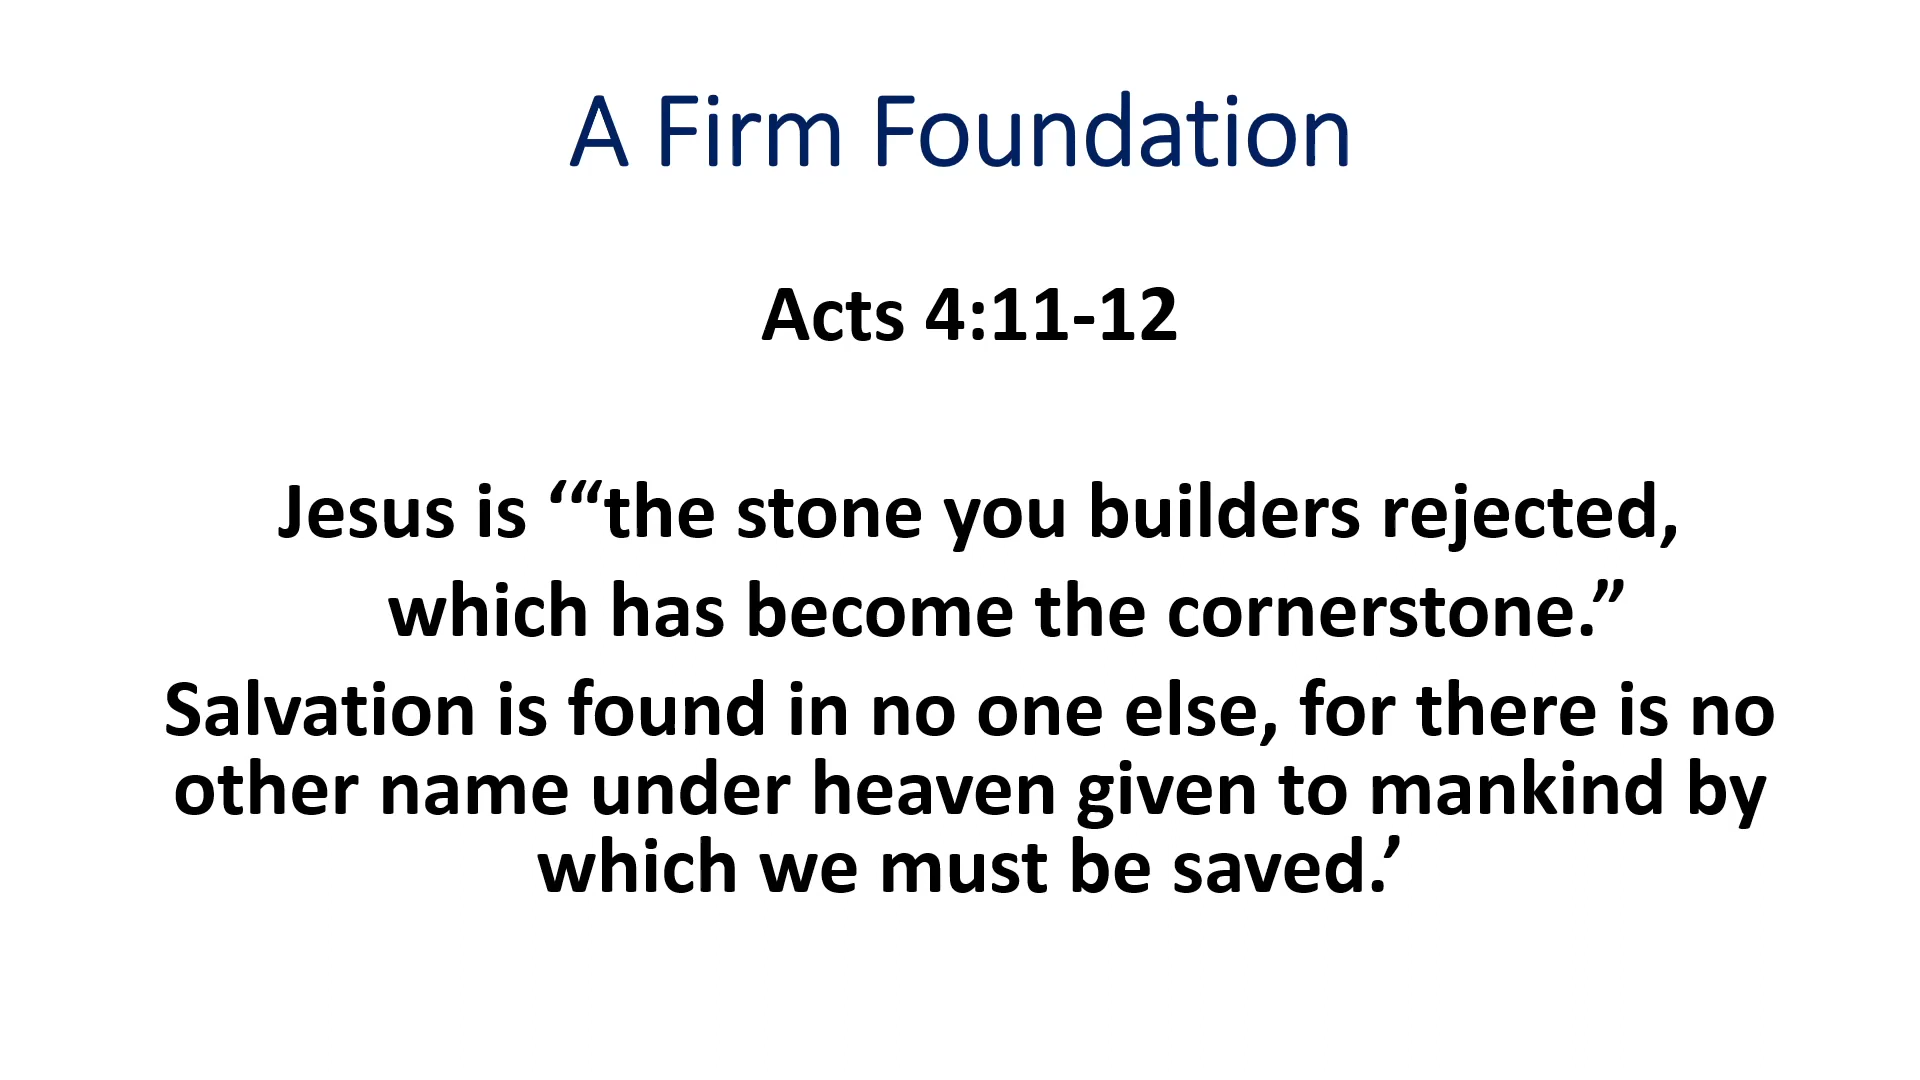 A Firm Foundation
Acts 4:11-12
Jesus is ‘“the stone you builders rejected,
which has become the cornerstone.”
Salvation is found in no one else, for there is no
other name under heaven given to mankind by
which we must be saved.’